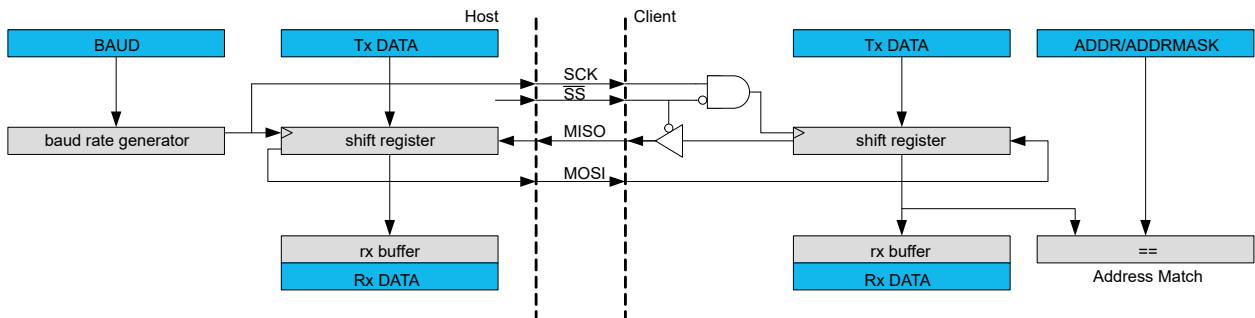 Host
Client
BAUD
Tx DATA
Tx DATA
ADDR/ADDRMASK
SCK
SS
baud rate generator
shift register
MISO
shift register
MOSI
rx buffer
rx buffer
==
Rx DATA
Rx DATA
Address Match